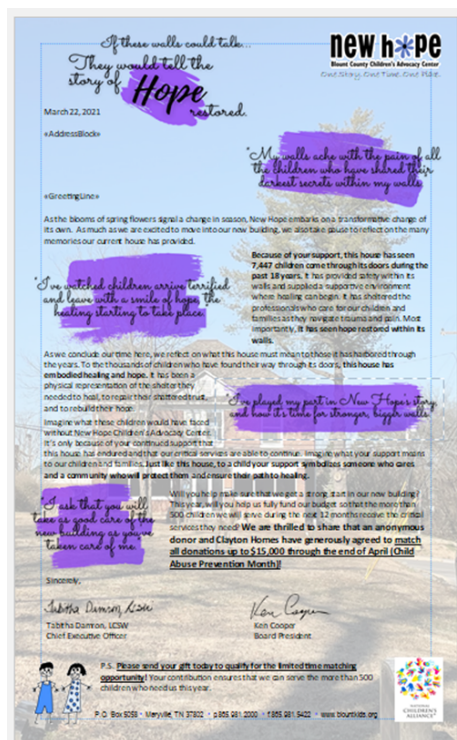 If these walls could talk...
They would tell the
story of Hope
restored.
new hope
Blount County Children's Advocacy Center
One Story. One Time. One Place.
March 22, 2021
«AddressBlock»
"My walls ache with the pain of all
the children who have shared their
darkest secrets within my walls.
«GreetingLine»
As the blooms of spring flowers signal a change in season, New Hope embarks on a transformative change of
its own. As much as we are excited to move into our new building, we also take pause to reflect on the many
memories our current house has provided.
"I've watched children arrive terrified
and leave with a smile of hope, the
healing starting to take place.
Because of your support, this house has seen
7,447 children come through its doors during the
past 18 years. It has provided safety within its
walls and supplied a supportive environment
where healing can begin. It has sheltered the
professionals who care for our children and
families as they navigate trauma and pain. Most
importantly, it has seen hope restored within its
walls.
As we conclude our time here, we reflect on what this house must mean to those it has harbored through
the years. To the thousands of children who have found their way through its doors, this house has
embodied healing and hope. It has been a
physical representation of the shelter they
needed to heal, to repair their shattered trust,
and to rebuild their hope.
"I've played my part in New Hope's story,
and now it's time for stronger, bigger walls."
Imagine what these children would have faced
without New Hope Children's Advocacy Center.
It's only because of your continued support that
this house has endured and that our critical services are able to continue. Imagine what your support means
to our children and families. Just like this house, to a child your support symbolizes someone who cares
and a community who will protect them and ensure their path to healing.
"I ask that you will
take as good care of the
new building as you've
taken care of me.
Will you help make sure that we get a strong start in our new building?
This year, will you help us fully fund our budget so that the more than
500 children we will serve during the next 12 months receive the critical
services they need? We are thrilled to share that an anonymous
donor and Clayton Homes have generously agreed to match
all donations up to $15,000 through the end of April (Child
Abuse Prevention Month)!
Sincerely,
Tabitha Damron, LCSW
Ken Cooper
Tabitha Damron, LCSW
Chief Executive Officer
Ken Cooper
Board President
P.S. Please send your gift today to qualify for the limited time matching
opportunity! Your contribution ensures that we can serve the more than 500
children who need us this year.
NATIONAL
CHILDREN'S
ALLIANCE
P.O. Box 5058 • Maryville, TN 37802 • p 865.981.2000 • f 865.981.5422 • www.blountkids.org